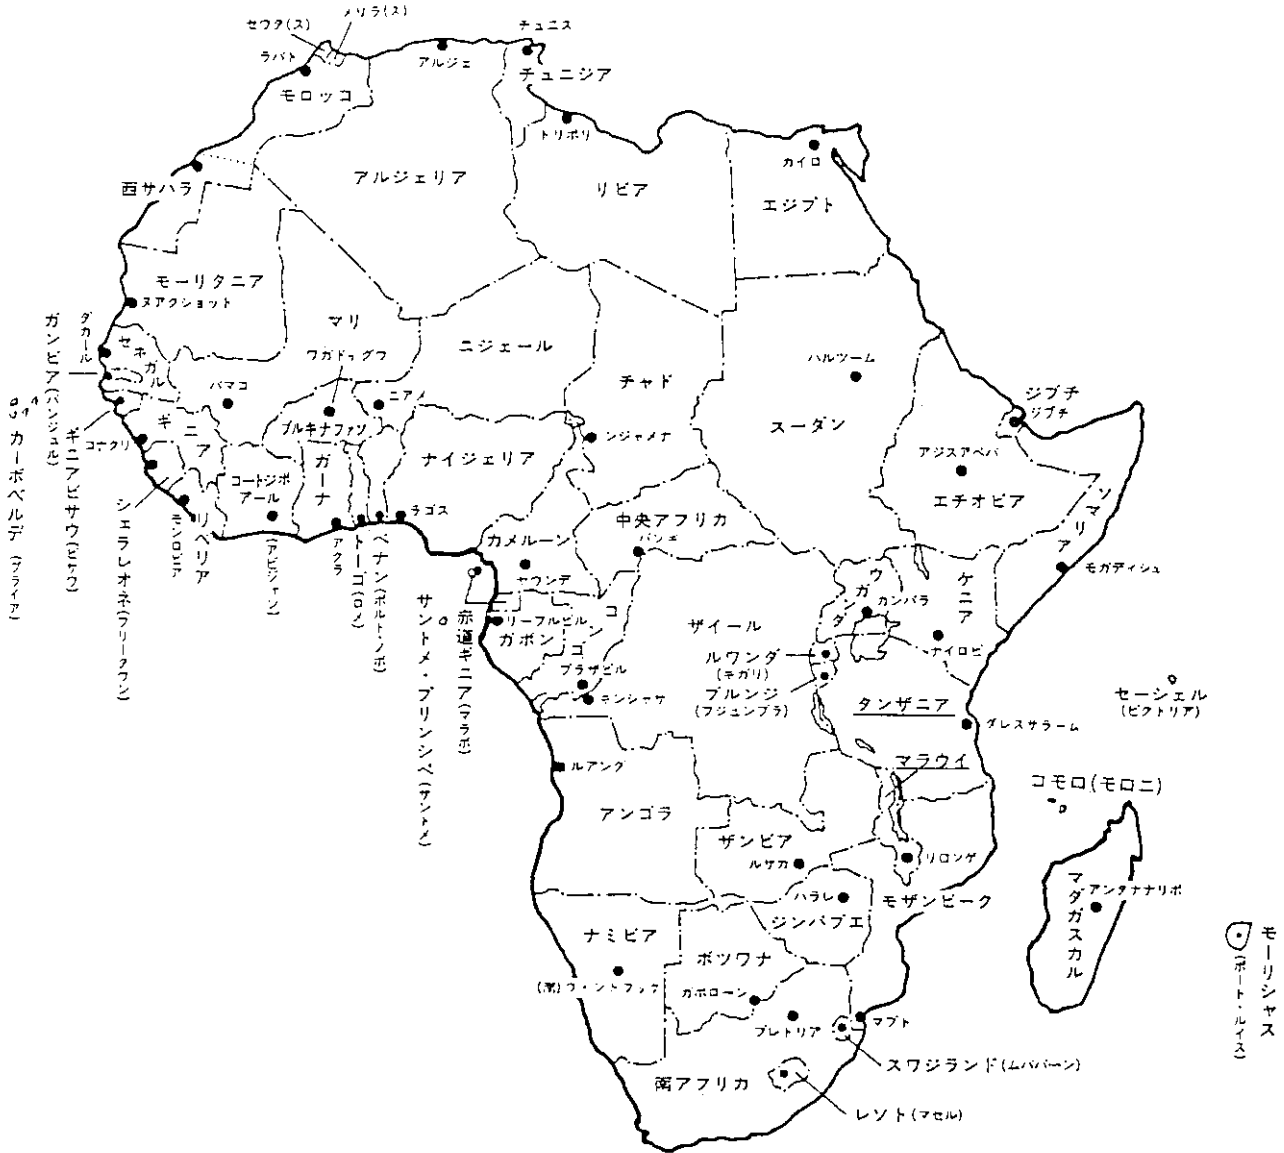 セウタ(ス)
メリラ(ス)
チュニス
ラバト
アルジェ
チュニジア
モロッコ
トリポリ
カイロ
西サハラ
アルジェリア
リビア
エジプト
モーリタニア
ヌアクショット
ダカール
セネガル
マリ
ニジェール
ワガドゥグワ
ハルツーム
チャド
バマコ
ニアメ
ジブチ
ジブチ
ガンビア(バンジュル)
ギニア
ブルキナファソ
ンジャメナ
スーダン
コナクリ
ガーナ
ナイジェリア
アジスアベバ
エチオピア
ソマリア
カーボベルデ(プライア)
ギニアビサウ(ビサウ)
シェラレオネ(フリータウン)
コートジボ
アール
ラゴス
中央アフリカ
バンギ
モンロビア
リベリア
(アビジャン)
アクラ
トーゴ(ロメ)
ベナン(ポルトノボ)
カメルーン
ヤウンデ
モガディシュ
ウガンダ
カンパラ
ケニア
ナイロビ
サントメ・プリンシペ(サントメ)
赤道ギニア(マラボ)
リーブルビル
ガボン
コンゴ
ザイール
ルワンダ
(キガリ)
ブルンジ
(ブジュンブラ)
ブラザビル
キンシャサ
タンザニア
ダレスサラーム
セーシェル
(ビクトリア)
ルアンダ
マラウイ
コモロ(モロニ)
アンゴラ
ザンビア
ルサカ
リロンゲ
ハラレ
モザンビーク
ジンバブエ
マダガスカル
アンタナナリボ
ナミビア
ボツワナ
(南)ウィントフック
ガボローン
モーリシャス
(ポート・ルイス)
プレトリア
マプト
スワジランド(ムババーン)
南アフリカ
レソト(マセル)